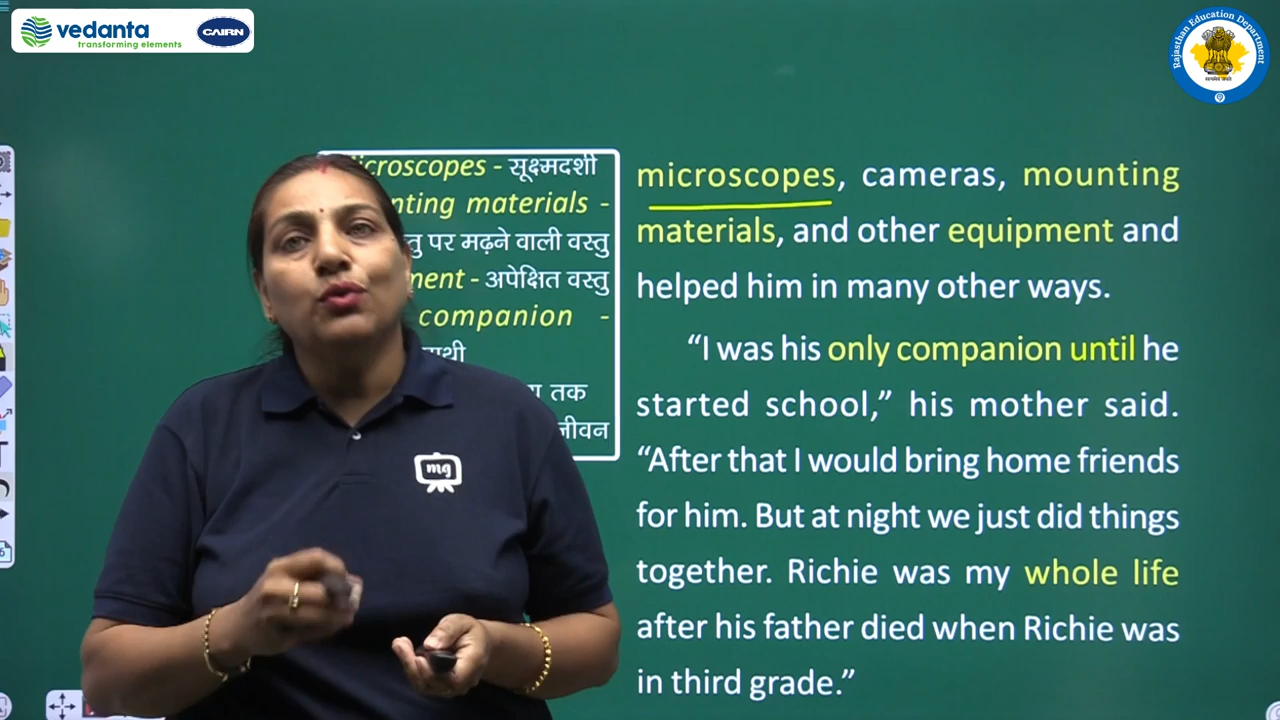 vedanta
transforming elements
CAIRN
Rajasthan Education Department
croscopes - सूक्ष्मदर्शी
nting materials -
तु पर मढ़ने वाली वस्तु
ment - अपेक्षित वस्तु
companion -
तक
जीवन
microscopes, cameras, mounting
materials, and other equipment and
helped him in many other ways.
“I was his only companion until he
started school,” his mother said.
“After that I would bring home friends
for him. But at night we just did things
together. Richie was my whole life
after his father died when Richie was
in third grade.”
mg